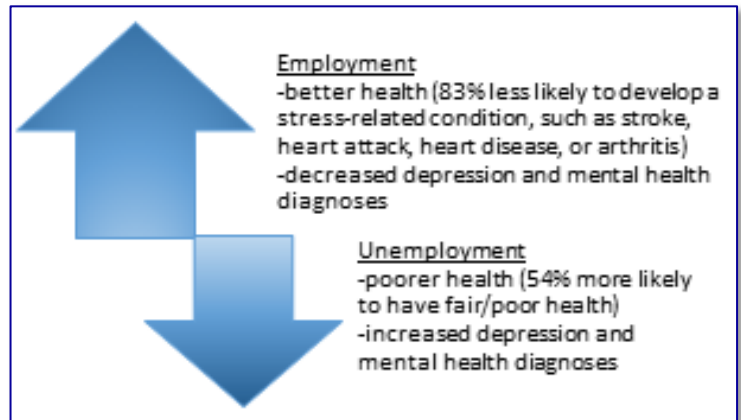 Employment
-better health (83% less likely to develop a
stress-related condition, such as stroke,
heart attack, heart disease, or arthritis)
-decreased depression and mental health
diagnoses
Unemployment
-poorer health (54% more likely
to have fair/poor health)
-increased depression and
mental health diagnoses